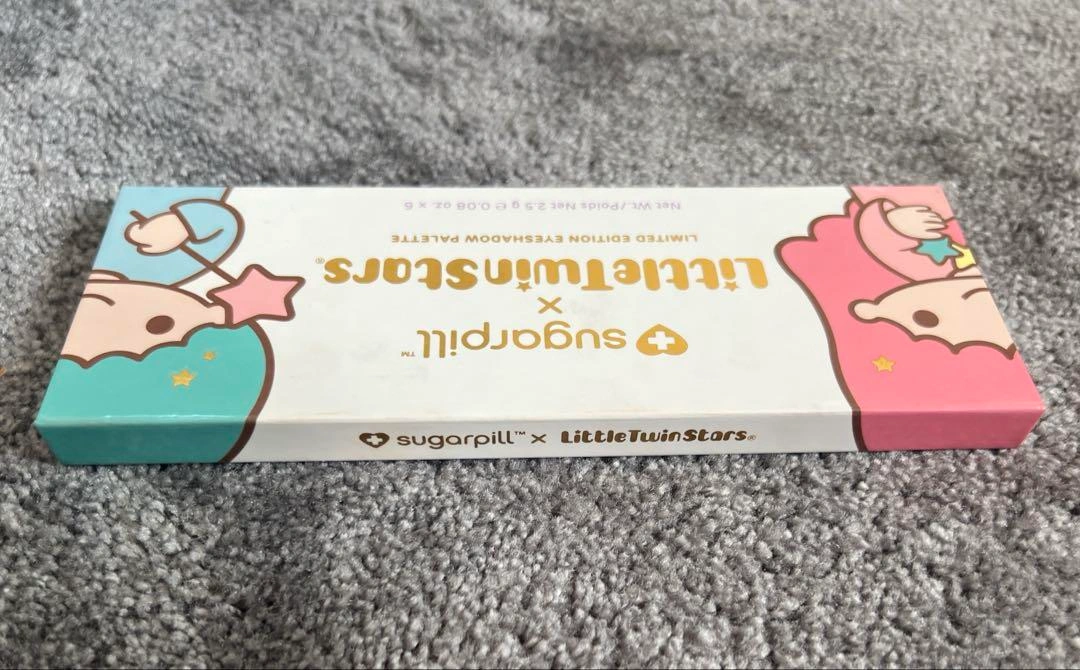 sugarpill™
×
LittleTwinStars®
LIMITED EDITION EYESHADOW PALETTE
Net Wt./Poids Net 2.5 g ℮ 0.08 oz x 6
sugarpill™ × LittleTwinStars®